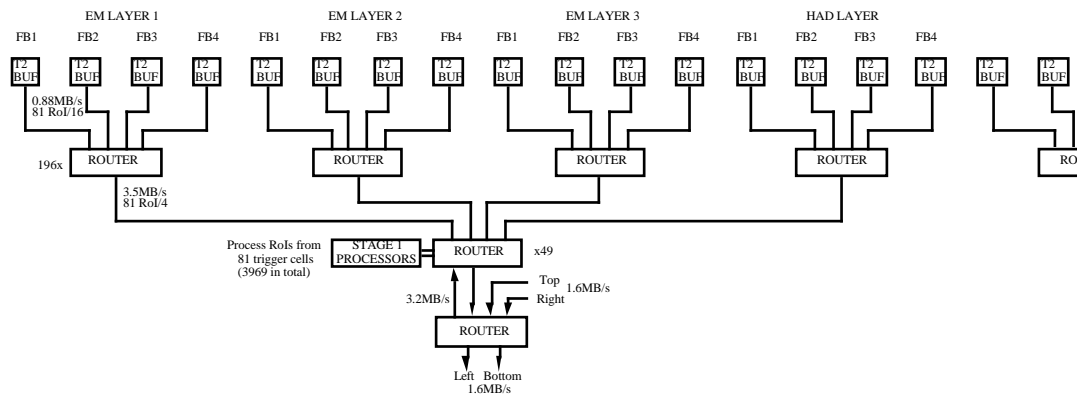 EM LAYER 1 EM LAYER 2 EM LAYER 3 HAD LAYER
FB1 FB2 FB3 FB4 FB1 FB2 FB3 FB4 FB1 FB2 FB3 FB4 FB1 FB2 FB3 FB4
T2 T2 T2 T2 T2 T2 T2 T2 T2 T2 T2 T2 T2 T2 T2 T2 T2 T2
BUF BUF BUF BUF BUF BUF BUF BUF BUF BUF BUF BUF BUF BUF BUF BUF BUF BUF
0.88MB/s
81 RoI/16
196x ROUTER ROUTER ROUTER ROUTER RO
3.5MB/s
81 RoI/4
Process RoIs from
81 trigger cells
(3969 in total)
STAGE 1
PROCESSORS
ROUTER x49
3.2MB/s
Top
1.6MB/s
Right
ROUTER
Left Bottom
1.6MB/s